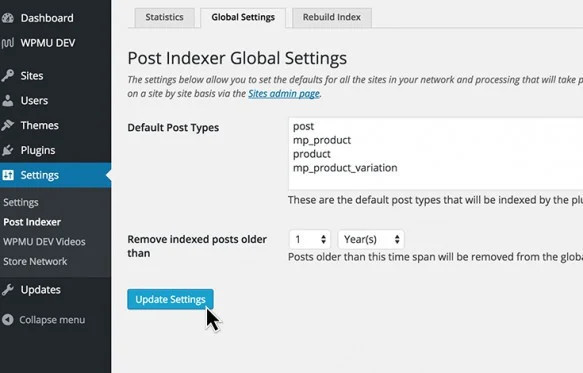 Dashboard
WPMU DEV
Sites
Users
Themes
Plugins
Settings
Settings
Post Indexer
WPMU DEV Videos
Store Network
Updates
Collapse menu
Statistics
Global Settings
Rebuild Index
Post Indexer Global Settings
The settings below allow you to set the defaults for all the sites in your network and processing that will take p
on a site by site basis via the Sites admin page.
Default Post Types
post
mp_product
product
mp_product_variation
These are the default post types that will be indexed by the plu
Remove indexed posts older
than
1 Year(s)
Posts older than this time span will be removed from the globa
Update Settings